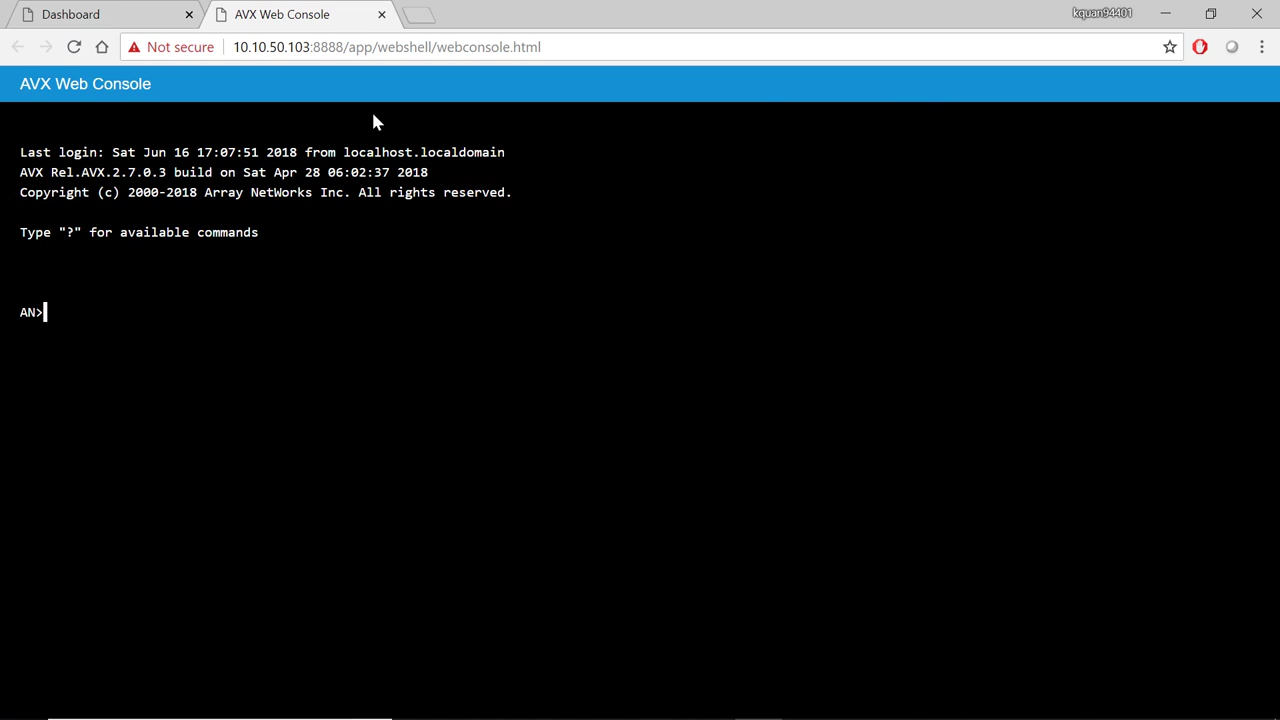 Dashboard
AVX Web Console
kquan94401
Not secure
10.10.50.103:8888/app/webshell/webconsole.html
AVX Web Console
Last login: Sat Jun 16 17:07:51 2018 from localhost.localdomain
AVX Rel.AVX.2.7.0.3 build on Sat Apr 28 06:02:37 2018
Copyright (c) 2000-2018 Array NetWorks Inc. All rights reserved.
Type "?" for available commands
AN>